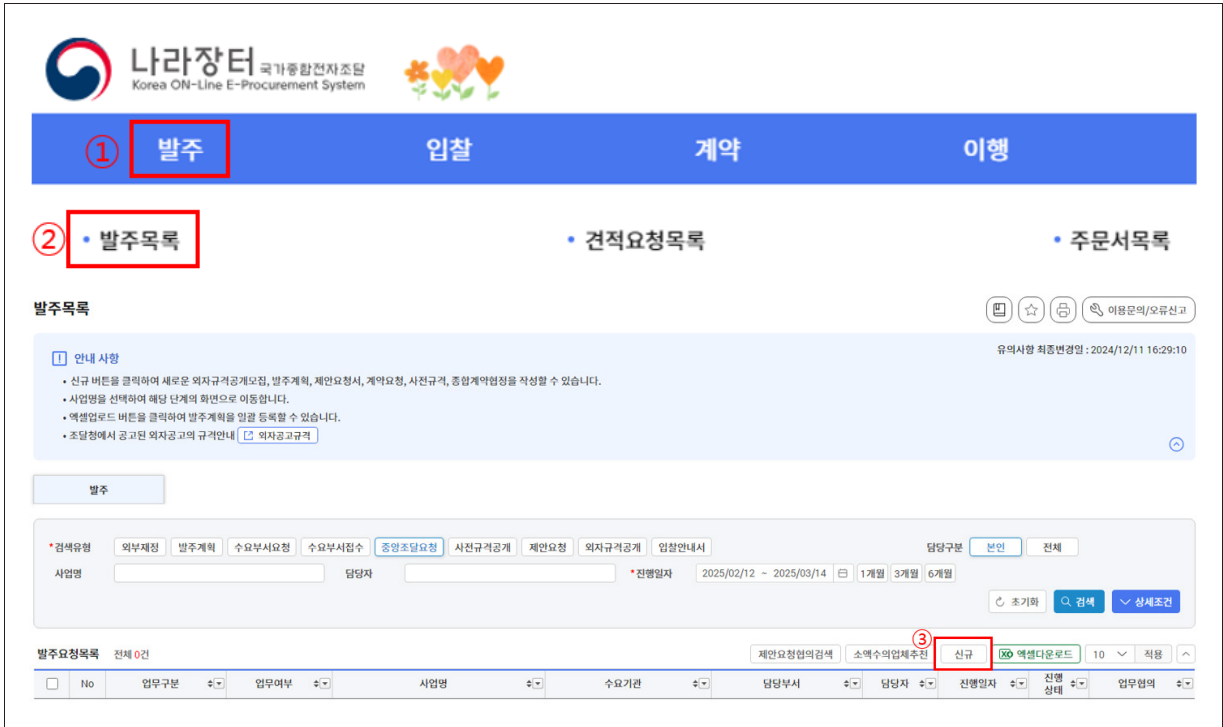 나라장터 국가종합전자조달
Korea ON-Line E-Procurement System
① 발주 입찰 계약 이행
② • 발주목록 • 견적요청목록 • 주문서목록
발주목록 이용문의/오류신고
안내 사항 유의사항 최종변경일 : 2024/12/11 16:29:10
• 신규 버튼을 클릭하여 새로운 외자규격공개모집, 발주계획, 제안요청서, 계약요청, 사전규격, 종합계약협정을 작성할 수 있습니다.
• 사업명을 선택하여 해당 단계의 화면으로 이동합니다.
• 엑셀업로드 버튼을 클릭하여 발주계획을 일괄 등록할 수 있습니다.
• 조달청에서 공고된 외자공고의 규격안내 외자공고규격
발주
*검색유형 외부재정 발주계획 수요부서요청 수요부서접수 중앙조달요청 사전규격공개 제안요청 외자규격공개 입찰안내서 담당구분 본인 전체
사업명 담당자 *진행일자 2025/02/12 ~ 2025/03/14 1개월 3개월 6개월
초기화 검색 상세조건
③
발주요청목록 전체 0건 제안요청협의검색 소액수의업체추천 신규 엑셀다운로드 10 적용
No 업무구분 업무여부 사업명 수요기관 담당부서 담당자 진행일자 진행상태 업무협의